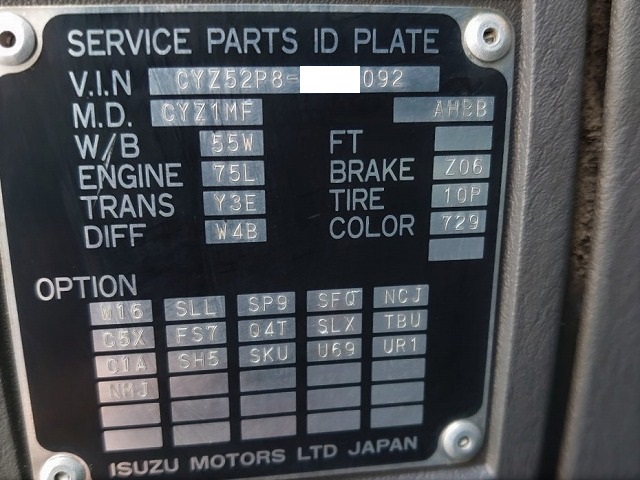 SERVICE PARTS ID PLATE
V.I.N CYZ52P8- 092
M.D. CYZ1MF AHBB
W/B 55W FT
ENGINE 75L BRAKE Z06
TRANS Y3E TIRE 10P
DIFF W4B COLOR 729
OPTION
W16 SLL SP9 SFQ NCJ
C5X FS7 Q4T SLX TBU
C1A SH5 SKU U69 UR1
NMJ
ISUZU MOTORS LTD JAPAN